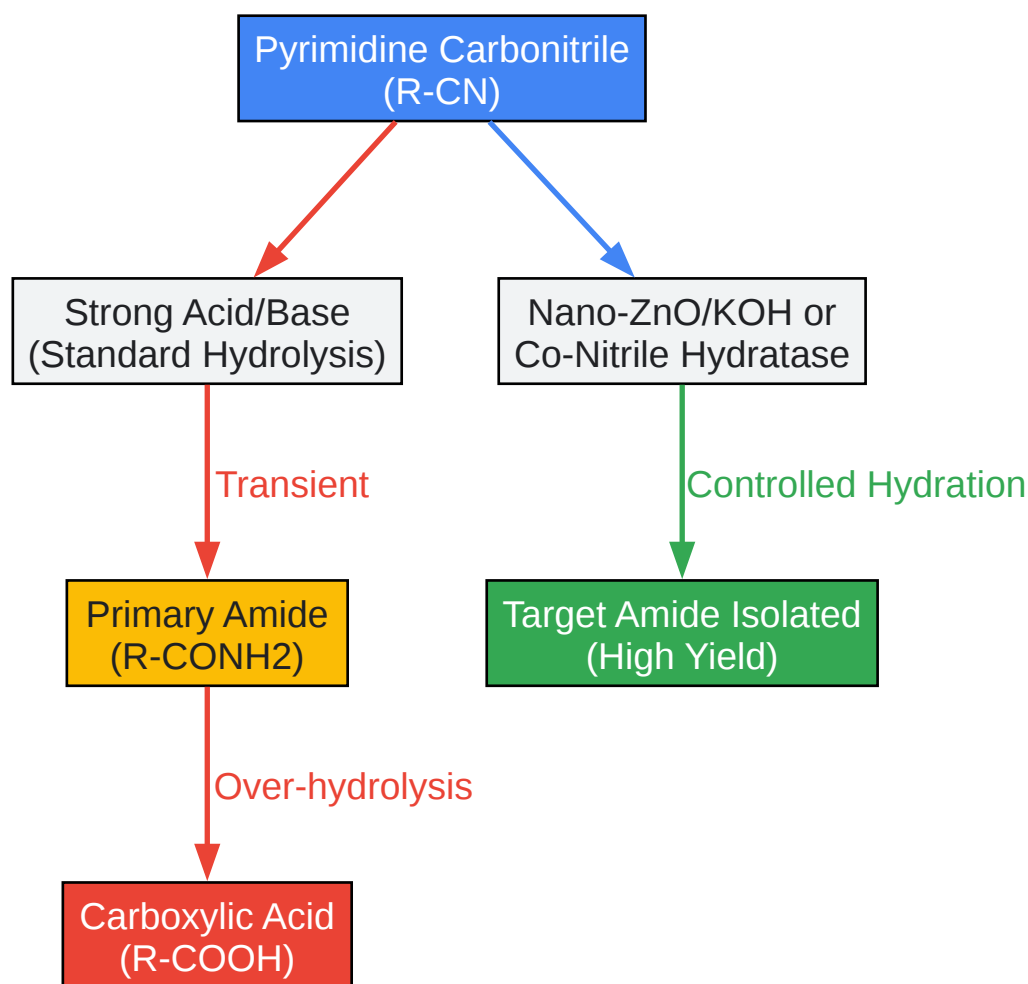 Pyrimidine Carbonitrile
(R-CN)
Strong Acid/Base
(Standard Hydrolysis)
Nano-ZnO/KOH or
Co-Nitrile Hydratase
Transient
Controlled Hydration
Primary Amide
(R-CONH2)
Target Amide Isolated
(High Yield)
Over-hydrolysis
Carboxylic Acid
(R-COOH)